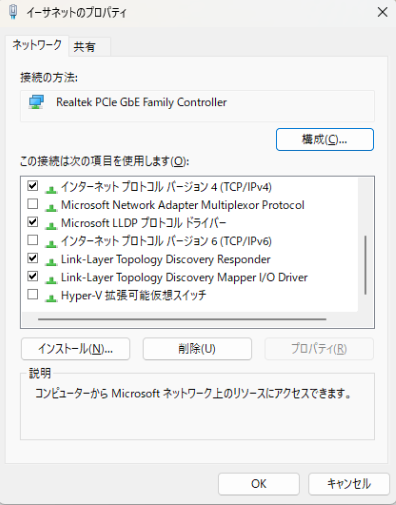 イーサネットのプロパティ
ネットワーク 共有
接続の方法:
Realtek PCIe GbE Family Controller
構成(C)...
この接続は次の項目を使用します(O):
インターネット プロトコル バージョン 4 (TCP/IPv4)
Microsoft Network Adapter Multiplexor Protocol
Microsoft LLDP プロトコル ドライバー
インターネット プロトコル バージョン 6 (TCP/IPv6)
Link-Layer Topology Discovery Responder
Link-Layer Topology Discovery Mapper I/O Driver
Hyper-V 拡張可能仮想スイッチ
インストール(N)... 削除(U) プロパティ(R)
説明
コンピューターから Microsoft ネットワーク上のリソースにアクセスできます。
OK キャンセル